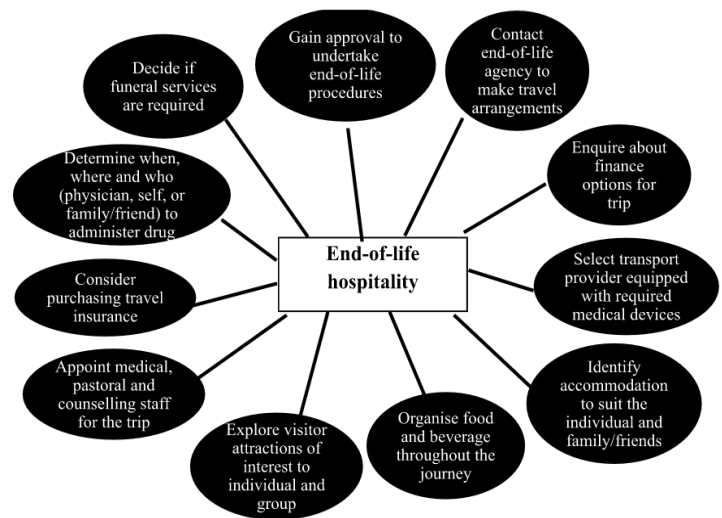 Gain approval to
undertake
end-of-life
procedures
Contact
end-of-life
agency to
make travel
arrangements
Enquire about
finance
options for
trip
Select transport
provider equipped
with required
medical devices
Identify
accommodation
to suit the
individual and
family/friends
Organise food
and beverage
throughout the
journey
Explore visitor
attractions of
interest to
individual and
group
Appoint medical,
pastoral and
counselling staff
for the trip
Consider
purchasing travel
insurance
Determine when,
where and who
(physician, self, or
family/friend) to
administer drug
Decide if
funeral services
are required
End-of-life
hospitality